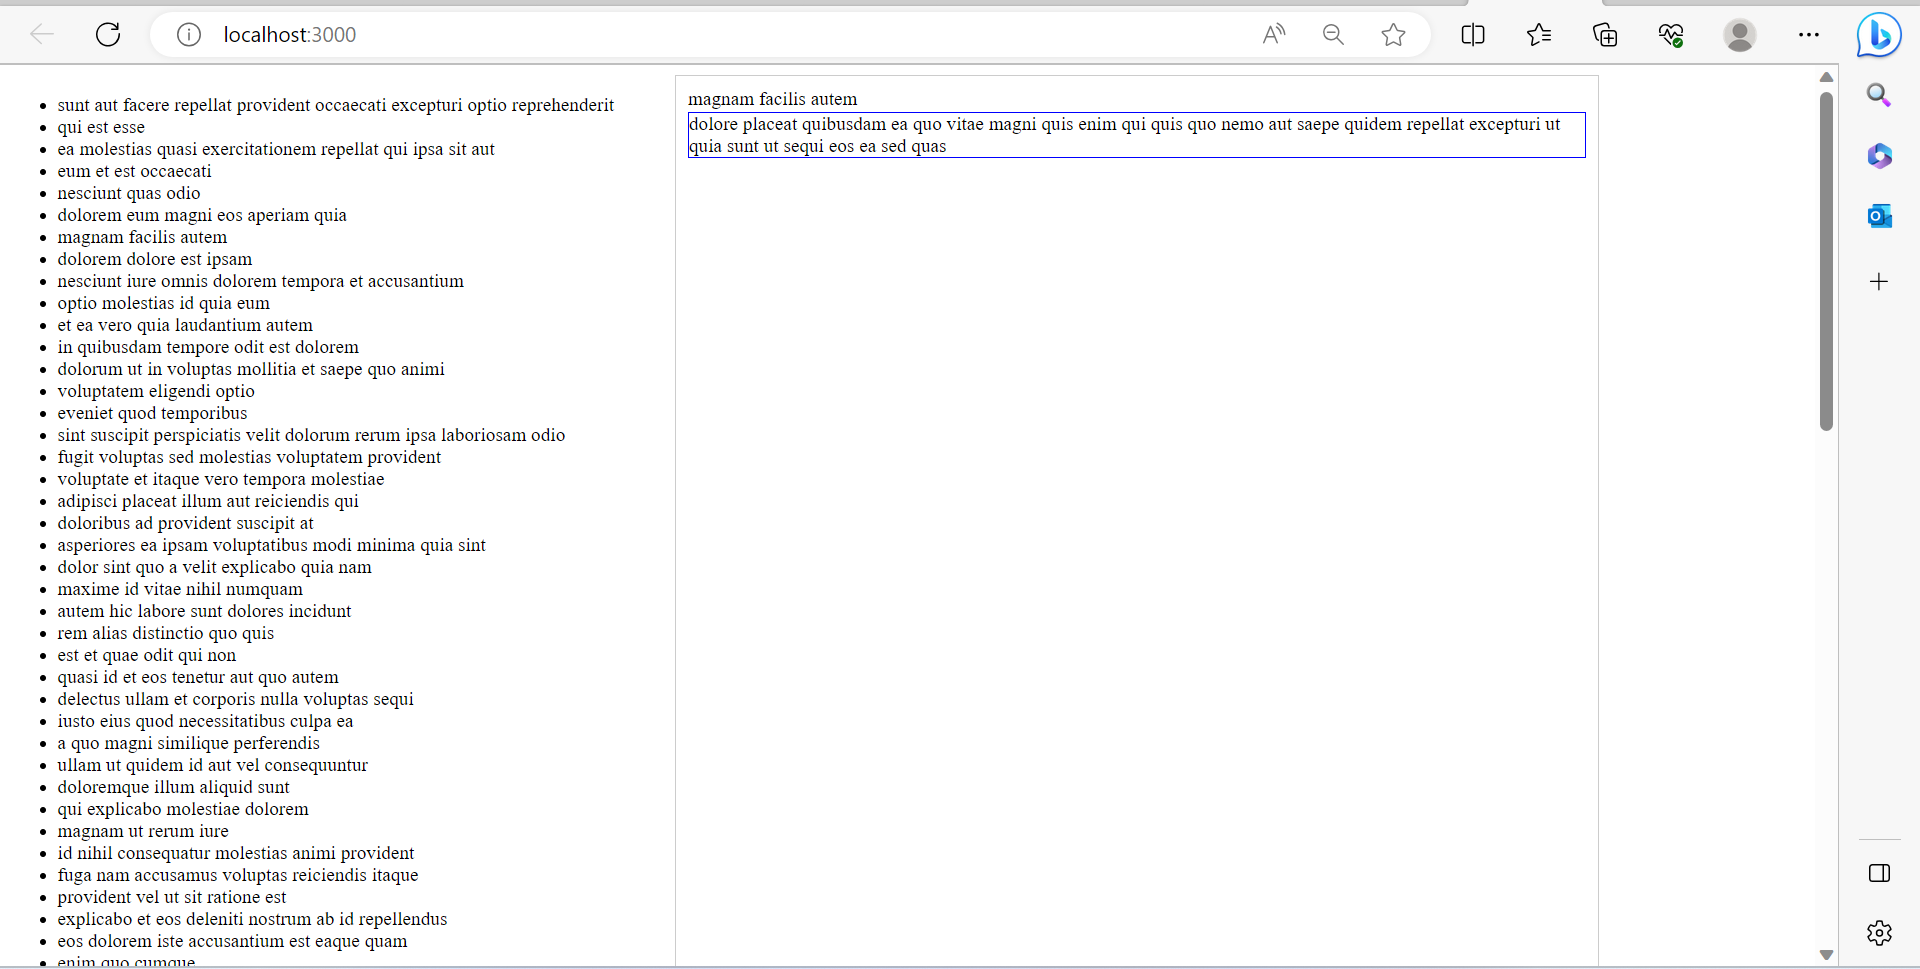 localhost:3000
sunt aut facere repellat provident occaecati excepturi optio reprehenderit
qui est esse
ea molestias quasi exercitationem repellat qui ipsa sit aut
eum et est occaecati
nesciunt quas odio
dolorem eum magni eos aperiam quia
magnam facilis autem
dolorem dolore est ipsam
nesciunt iure omnis dolorem tempora et accusantium
optio molestias id quia eum
et ea vero quia laudantium autem
in quibusdam tempore odit est dolorem
dolorum ut in voluptas mollitia et saepe quo animi
voluptatem eligendi optio
eveniet quod temporibus
sint suscipit perspiciatis velit dolorum rerum ipsa laboriosam odio
fugit voluptas sed molestias voluptatem provident
voluptate et itaque vero tempora molestiae
adipisci placeat illum aut reiciendis qui
doloribus ad provident suscipit at
asperiores ea ipsam voluptatibus modi minima quia sint
dolor sint quo a velit explicabo quia nam
maxime id vitae nihil numquam
autem hic labore sunt dolores incidunt
rem alias distinctio quo quis
est et quae odit qui non
quasi id et eos tenetur aut quo autem
delectus ullam et corporis nulla voluptas sequi
iusto eius quod necessitatibus culpa ea
a quo magni similique perferendis
ullam ut quidem id aut vel consequuntur
doloremque illum aliquid sunt
qui explicabo molestiae dolorem
magnam ut rerum iure
id nihil consequatur molestias animi provident
fuga nam accusamus voluptas reiciendis itaque
provident vel ut sit ratione est
explicabo et eos deleniti nostrum ab id repellendus
eos dolorem iste accusantium est eaque quam
enim quo cumque
magnam facilis autem
dolore placeat quibusdam ea quo vitae magni quis enim qui quis quo nemo aut saepe quidem repellat excepturi ut
quia sunt ut sequi eos ea sed quas